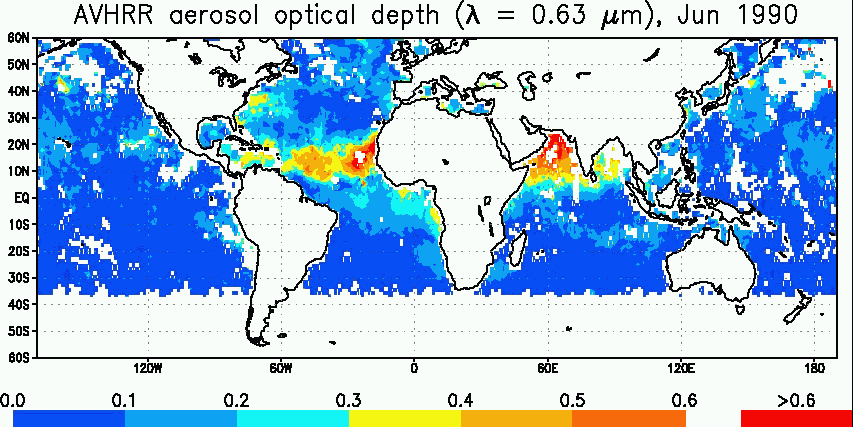 AVHRR aerosol optical depth (λ = 0.63 μm), Jun 1990
60N
50N
40N
30N
20N
10N
EQ
10S
20S
30S
40S
50S
60S
120W 60W 0 60E 120E 180
0.0 0.1 0.2 0.3 0.4 0.5 0.6 >0.6